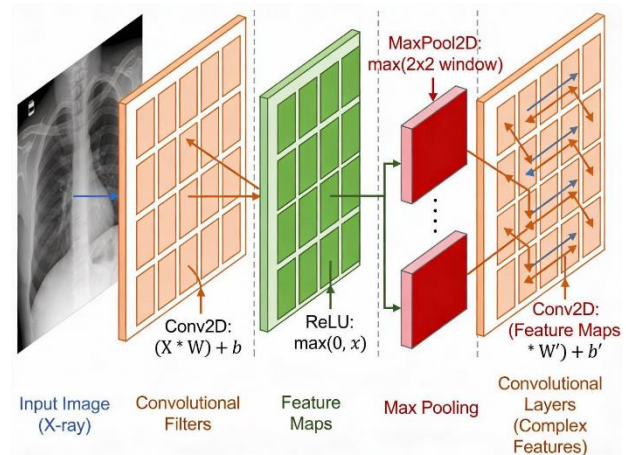 MaxPool2D:
max(2x2 window)
Conv2D:
(X * W) + b
ReLU:
max(0, x)
Conv2D:
(Feature Maps
* W′) + b′
Input Image
(X-ray)
Convolutional
Filters
Feature
Maps
Max Pooling
Convolutional
Layers
(Complex
Features)